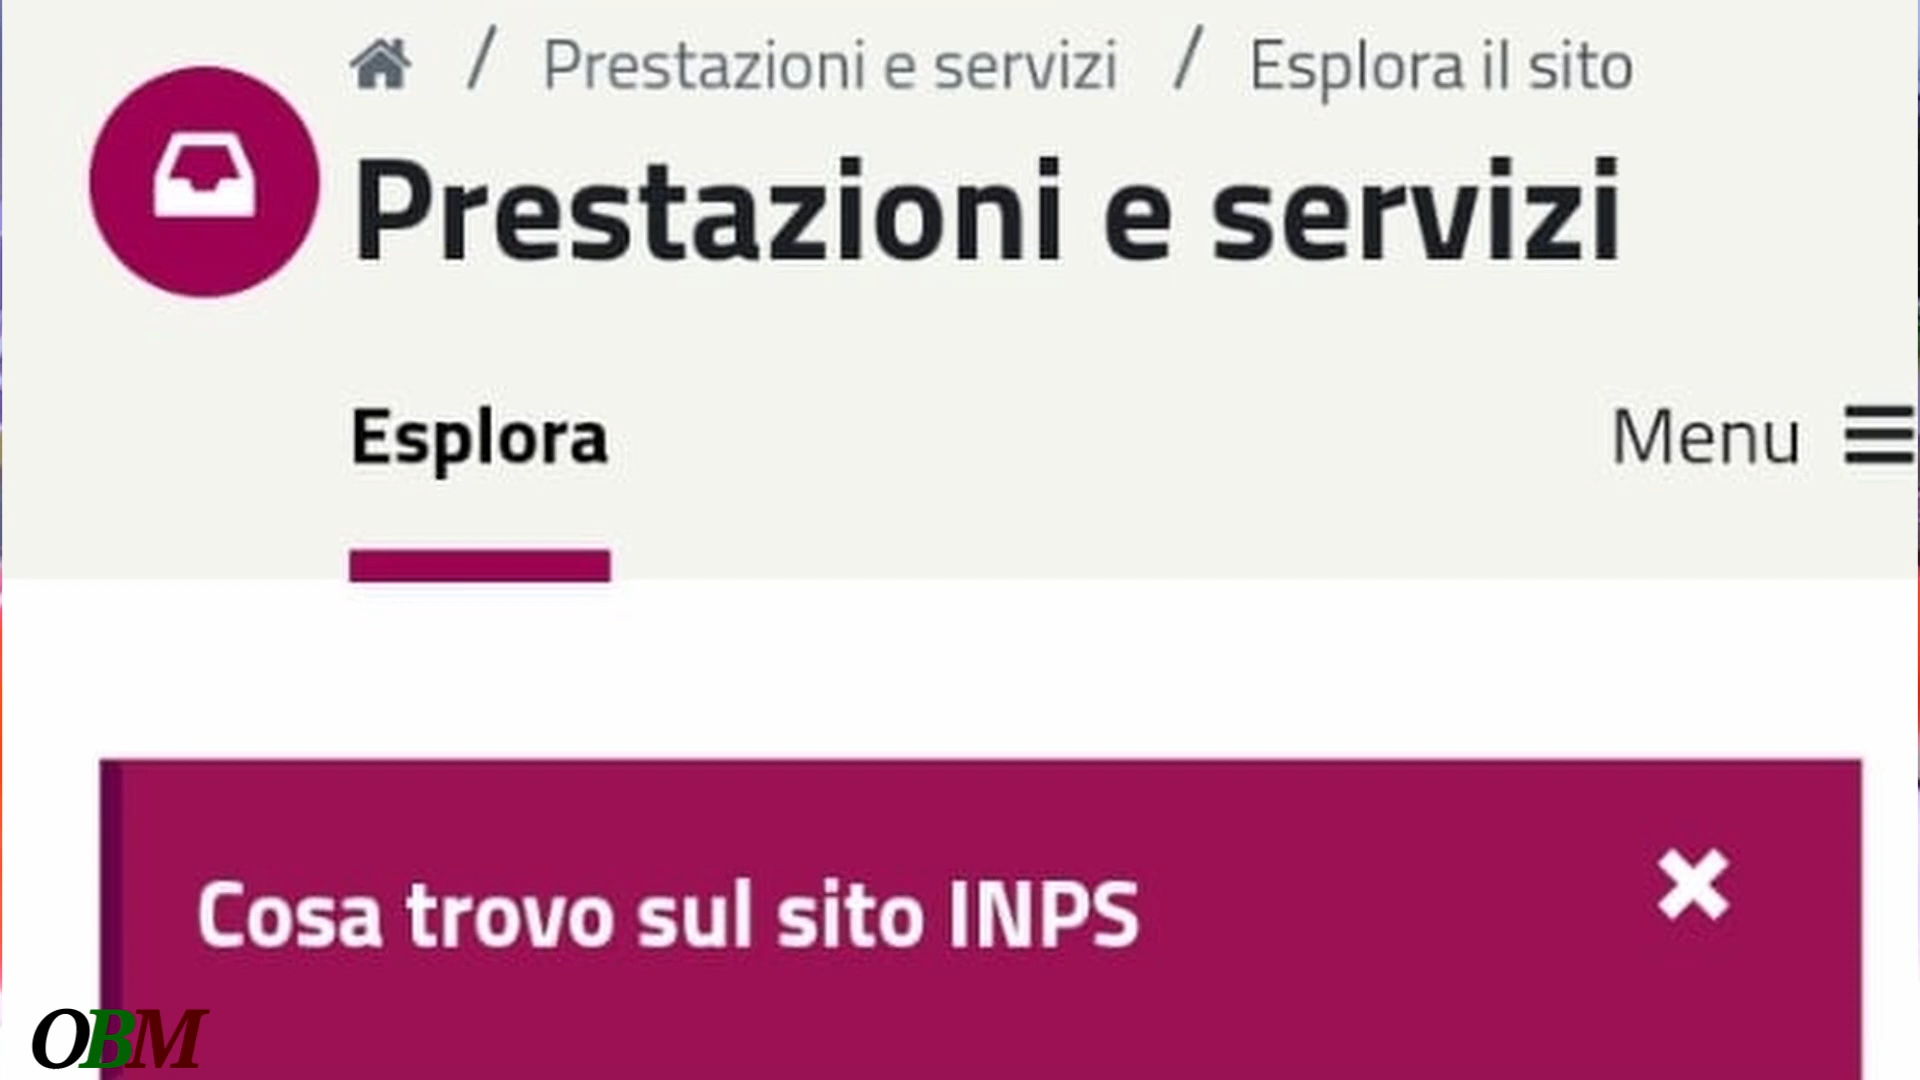 / Prestazioni e servizi / Esplora il sito
Prestazioni e servizi
Esplora
Menu
Cosa trovo sul sito INPS
OBM